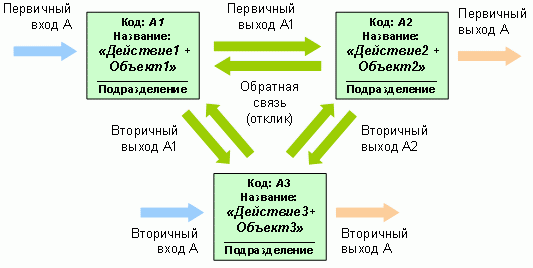 Первичный
вход А
Код: А1
Название:
«Действие1 +
Объект1»
Подразделение
Первичный
выход А1
Обратная
связь
(отклик)
Код: А2
Название:
«Действие2 +
Объект2»
Подразделение
Первичный
выход А
Вторичный
выход А1
Вторичный
выход А2
Код: А3
Название:
«Действие3+
Объект3»
Подразделение
Вторичный
вход А
Вторичный
выход А